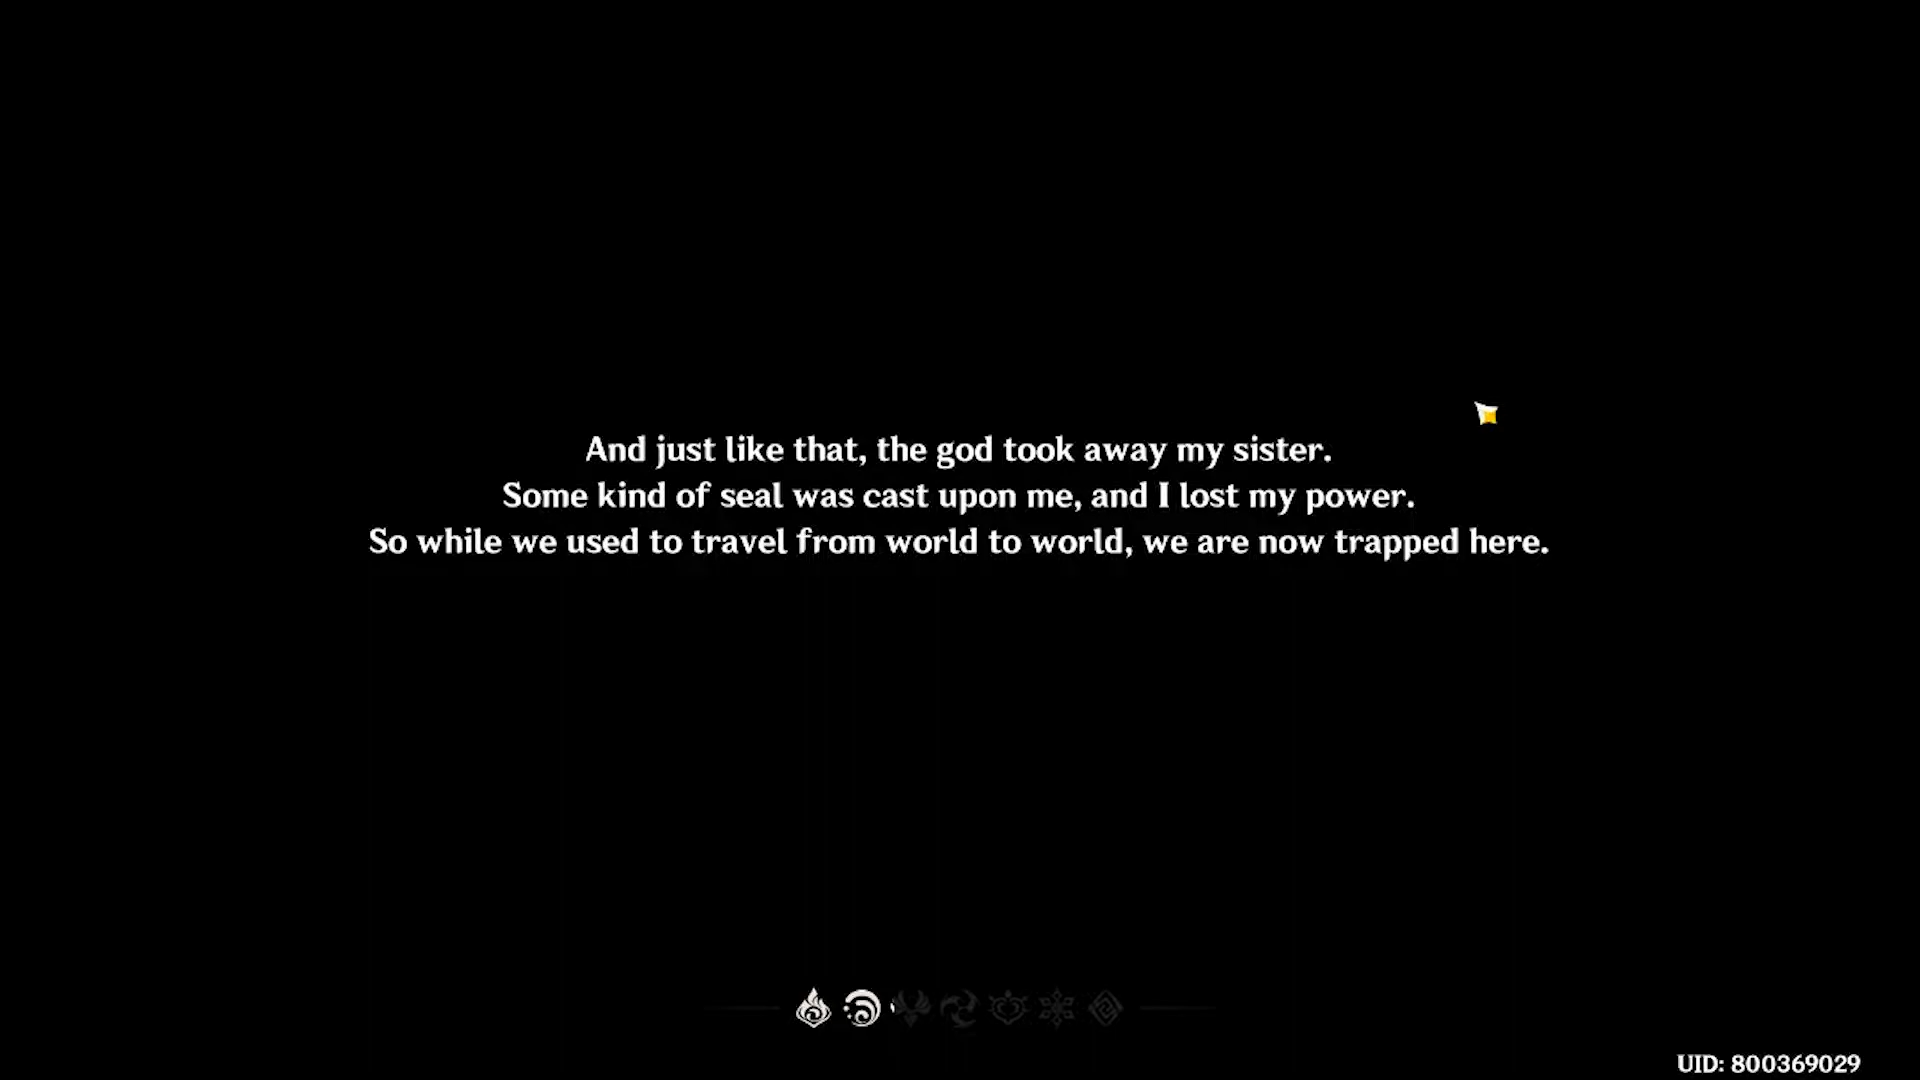 And just like that, the god took away my sister.
Some kind of seal was cast upon me, and I lost my power.
So while we used to travel from world to world, we are now trapped here.
UID: 800369029